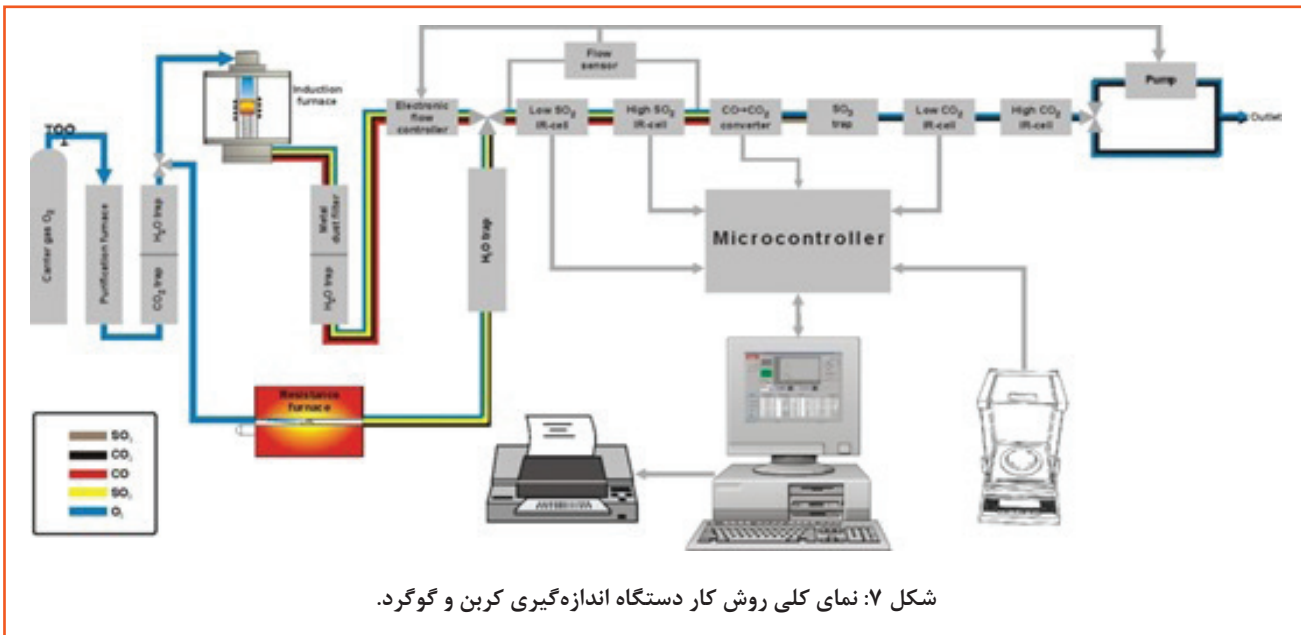 Carrier gas O₂
Purification furnace
CO₂ trap
H₂O trap
Induction furnace
Metal dust filter
H₂O trap
Resistance furnace
Electronic flow controller
H₂O trap
Flow sensor
Low SO₂ IR-cell
High SO₂ IR-cell
CO→CO₂ converter
SO₃ trap
Low CO₂ IR-cell
High CO₂ IR-cell
Pump
Outlet
Microcontroller
SO₃
CO₂
CO
SO₂
O₂
شکل ۷: نمای کلی روش کار دستگاه اندازه‌گیری کربن و گوگرد.